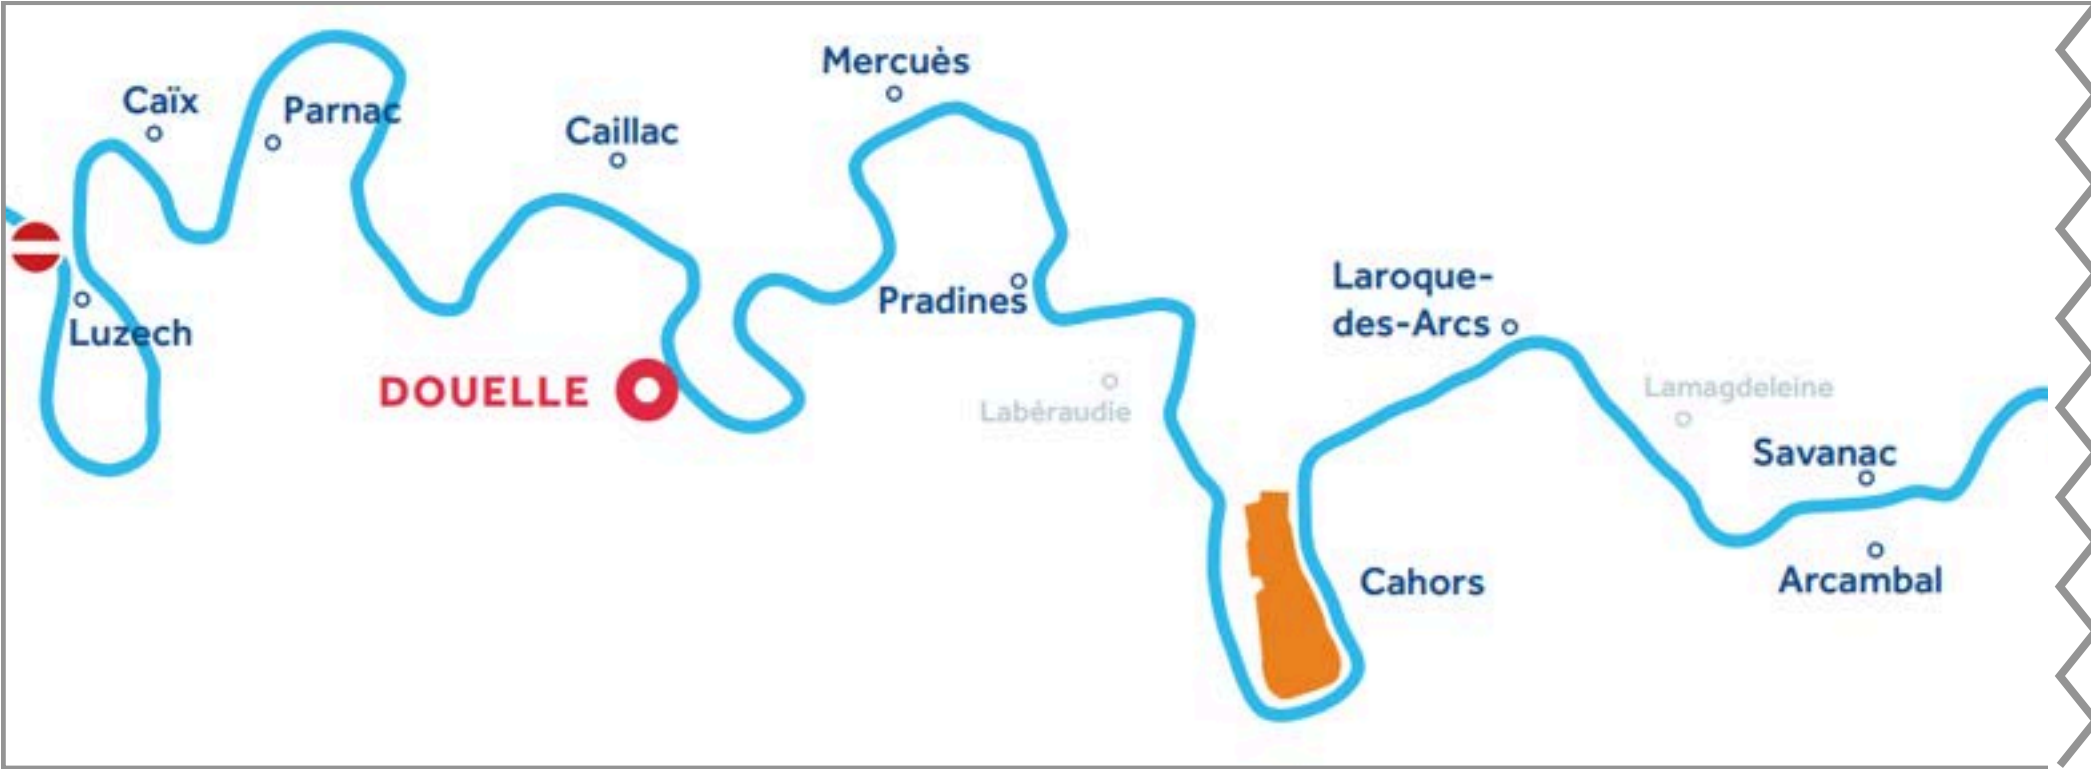 Mercuès
Caïx
Parnac
Caillac
Laroque-
des-Arcs
Pradines
Luzech
DOUELLE
Labéraudie
Lamagdeleine
Savanac
Cahors
Arcambal